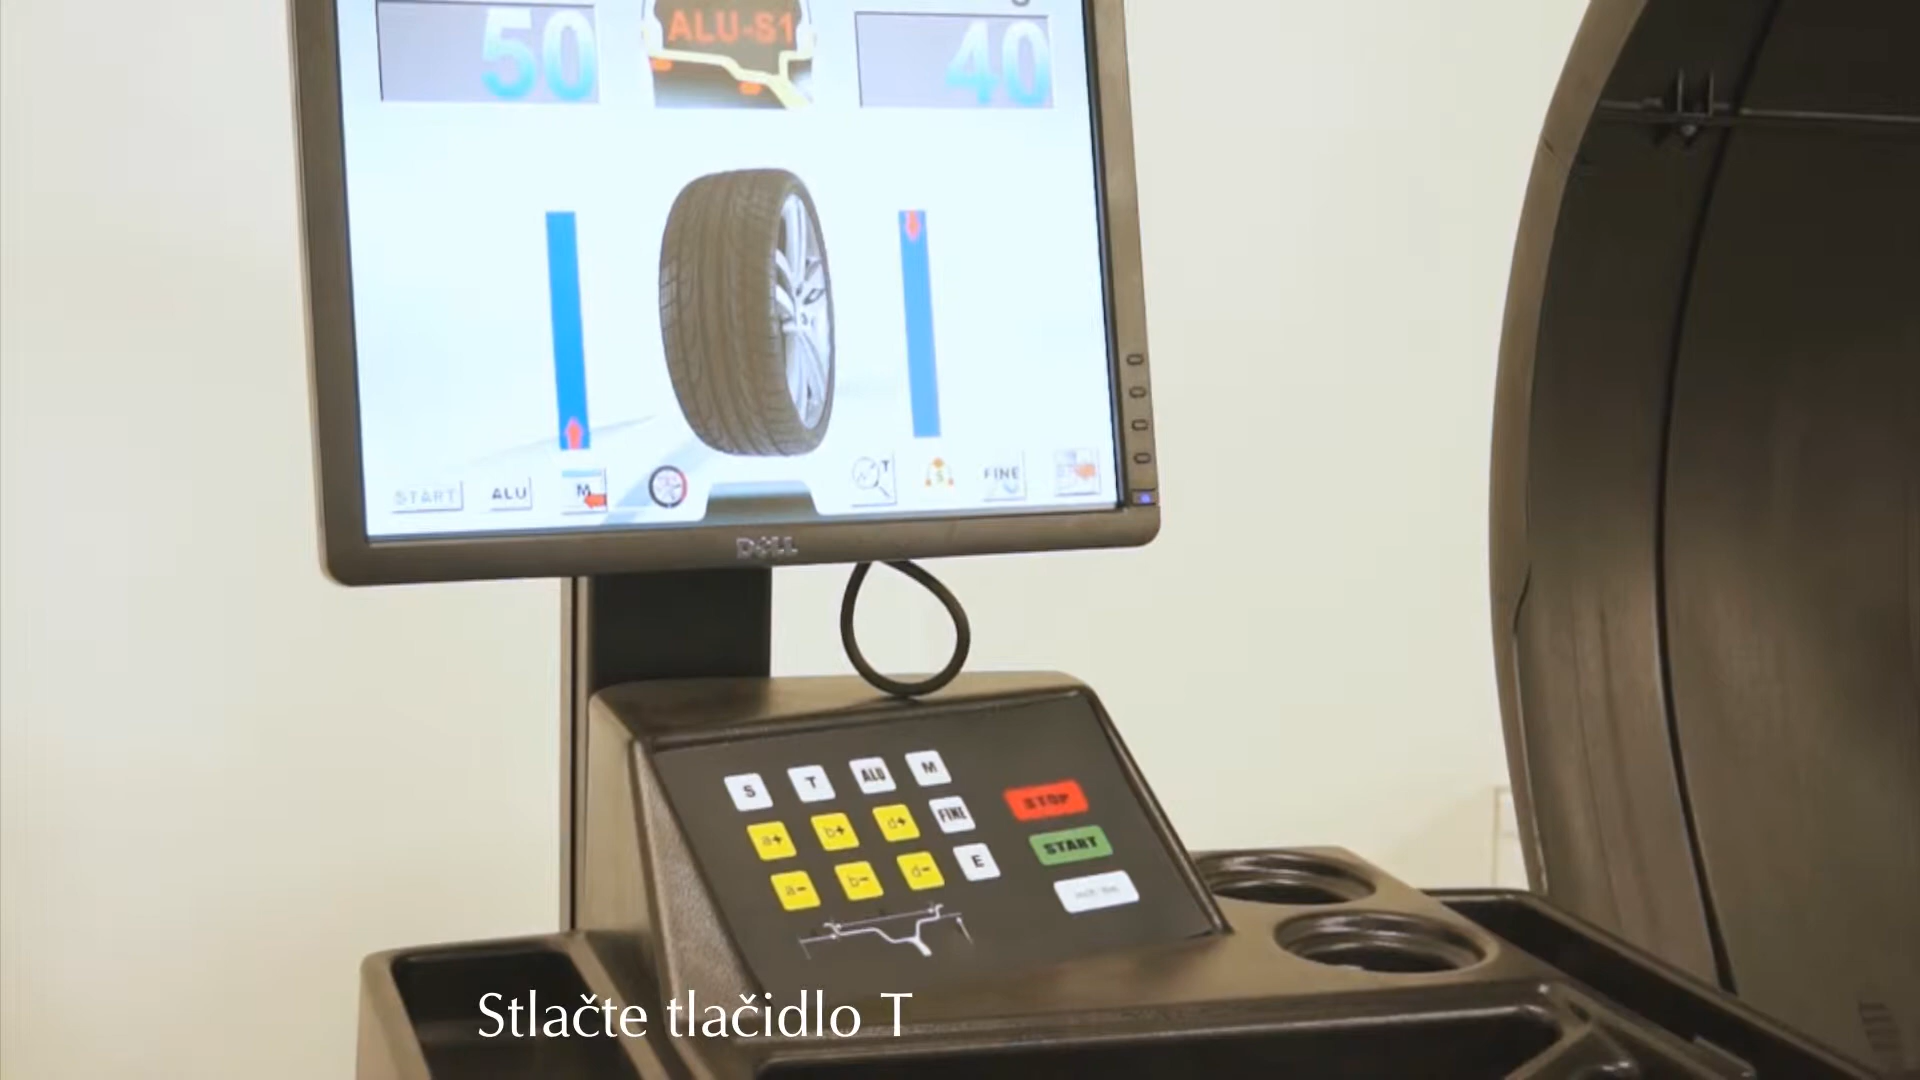 50
ALU-S1
40
START
ALU
M
T
S
FINE
DELL
S
T
ALU
M
a+
b+
d+
FINE
STOP
a-
b-
d-
E
START
Stlačte tlačidlo T